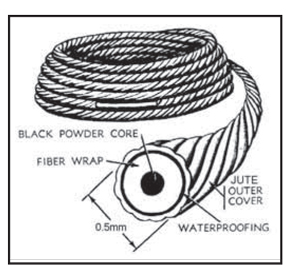 BLACK POWDER CORE
FIBER WRAP
JUTE
OUTER
COVER
0.5mm
WATERPROOFING